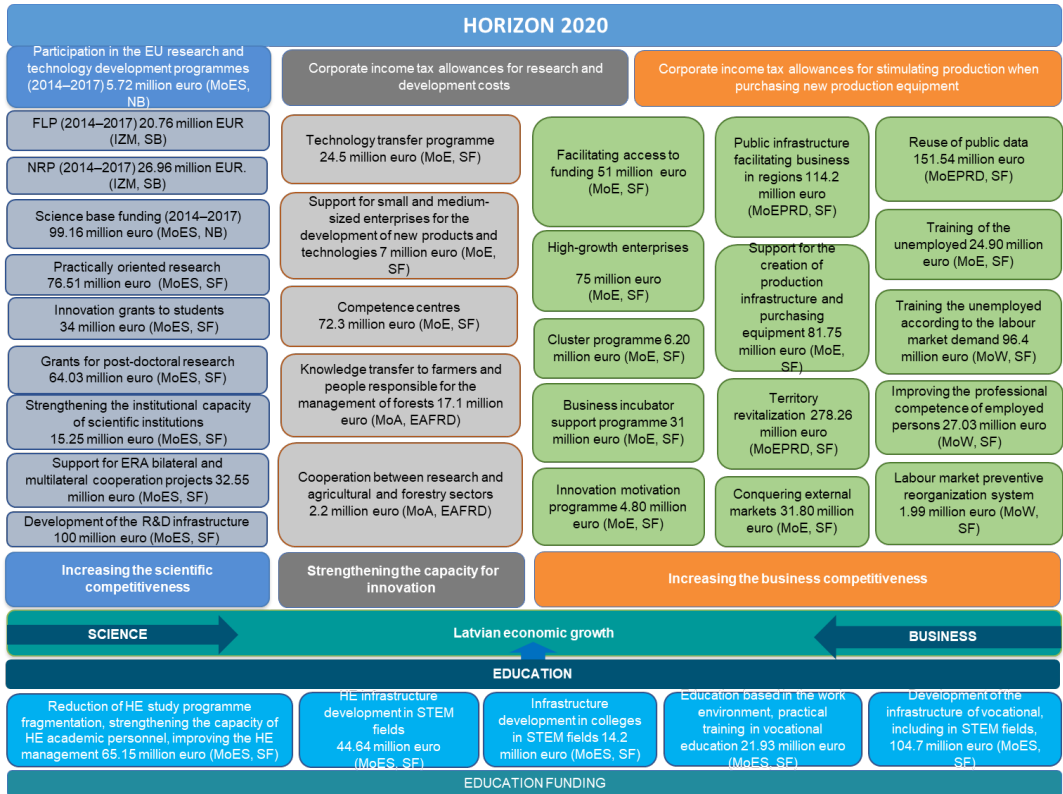 HORIZON 2020
Participation in the EU research and
technology development programmes
(2014–2017) 5.72 million euro (MoES,
NB)
Corporate income tax allowances for research and
development costs
Corporate income tax allowances for stimulating production when
purchasing new production equipment
FLP (2014–2017) 20.76 million EUR
(IZM, SB)
NRP (2014–2017) 26.96 million EUR.
(IZM, SB)
Science base funding (2014–2017)
99.16 million euro (MoES, NB)
Practically oriented research
76.51 million euro (MoES, SF)
Innovation grants to students
34 million euro (MoES, SF)
Grants for post-doctoral research
64.03 million euro (MoES, SF)
Strengthening the institutional capacity
of scientific institutions
15.25 million euro (MoES, SF)
Support for ERA bilateral and
multilateral cooperation projects 32.55
million euro (MoES, SF)
Development of the R&D infrastructure
100 million euro (MoES, SF)
Technology transfer programme
24.5 million euro (MoE, SF)
Support for small and medium-
sized enterprises for the
development of new products and
technologies 7 million euro (MoE,
SF)
Competence centres
72.3 million euro (MoE, SF)
Knowledge transfer to farmers and
people responsible for the
management of forests 17.1 million
euro (MoA, EAFRD)
Cooperation between research and
agricultural and forestry sectors
2.2 million euro (MoA, EAFRD)
Facilitating access to
funding 51 million euro
(MoE, SF)
High-growth enterprises
75 million euro
(MoE, SF)
Cluster programme 6.20
million euro (MoE, SF)
Business incubator
support programme 31
million euro (MoE, SF)
Innovation motivation
programme 4.80 million
euro (MoE, SF)
Public infrastructure
facilitating business
in regions 114.2
million euro
(MoEPRD, SF)
Support for the
creation of
production
infrastructure and
purchasing
equipment 81.75
million euro (MoE,
SF)
Territory
revitalization 278.26
million euro
(MoEPRD, SF)
Conquering external
markets 31.80 million
euro (MoE, SF)
Reuse of public data
151.54 million euro
(MoEPRD, SF)
Training of the
unemployed 24.90 million
euro (MoE, SF)
Training the unemployed
according to the labour
market demand 96.4
million euro (MoW, SF)
Improving the professional
competence of employed
persons 27.03 million euro
(MoW, SF)
Labour market preventive
reorganization system
1.99 million euro (MoW,
SF)
Increasing the scientific
competitiveness
Strengthening the capacity for
innovation
Increasing the business competitiveness
SCIENCE
Latvian economic growth
BUSINESS
EDUCATION
Reduction of HE study programme
fragmentation, strengthening the capacity of
HE academic personnel, improving the HE
management 65.15 million euro (MoES, SF)
HE infrastructure
development in STEM
fields
44.64 million euro
(MoES, SF)
Infrastructure
development in colleges
in STEM fields 14.2
million euro (MoES, SF)
Education based in the work
environment, practical
training in vocational
education 21.93 million euro
(MoES, SF)
Development of the
infrastructure of vocational,
including in STEM fields,
104.7 million euro (MoES,
SF)
EDUCATION FUNDING